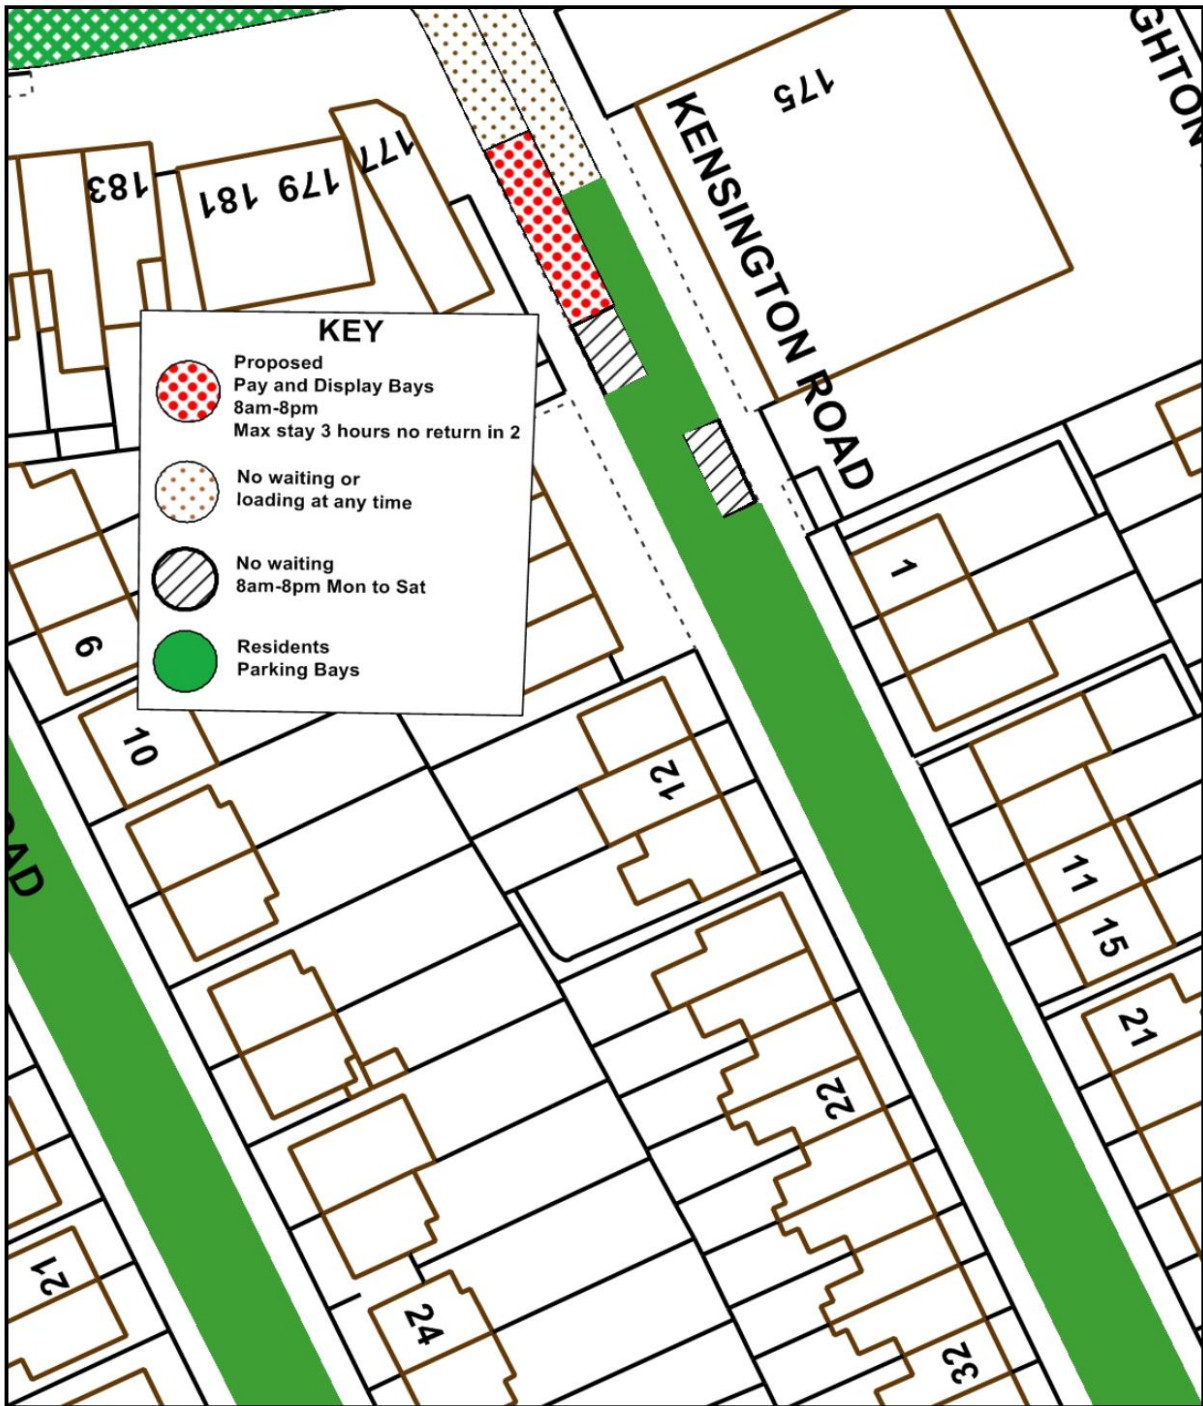 GHTON
175
KENSINGTON ROAD
177
183
181 179
KEY
Proposed
Pay and Display Bays
8am-8pm
Max stay 3 hours no return in 2
No waiting or
loading at any time
No waiting
8am-8pm Mon to Sat
Residents
Parking Bays
1
6
10
12
OAD
11
15
21
22
21
24
32